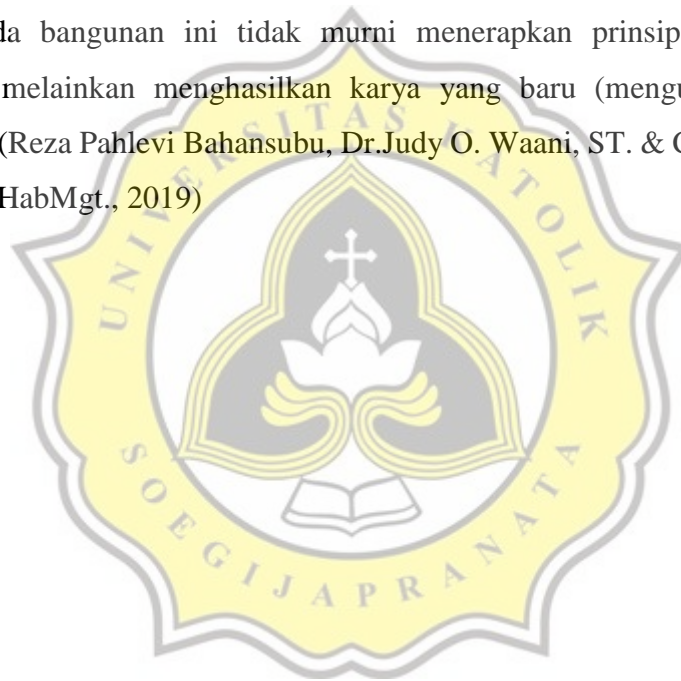 da bangunan ini tidak murni menerapkan prinsip
melainkan menghasilkan karya yang baru (mengu
(Reza Pahlevi Bahansubu, Dr.Judy O. Waani, ST. &
HabMgt., 2019)
UNIVERSITAS KATOLIK
SOEGIJAPRANATA